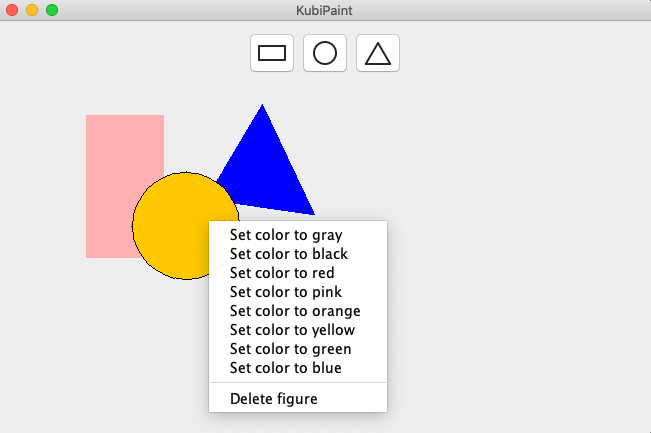 KubiPaint
Set color to gray
Set color to black
Set color to red
Set color to pink
Set color to orange
Set color to yellow
Set color to green
Set color to blue
Delete figure